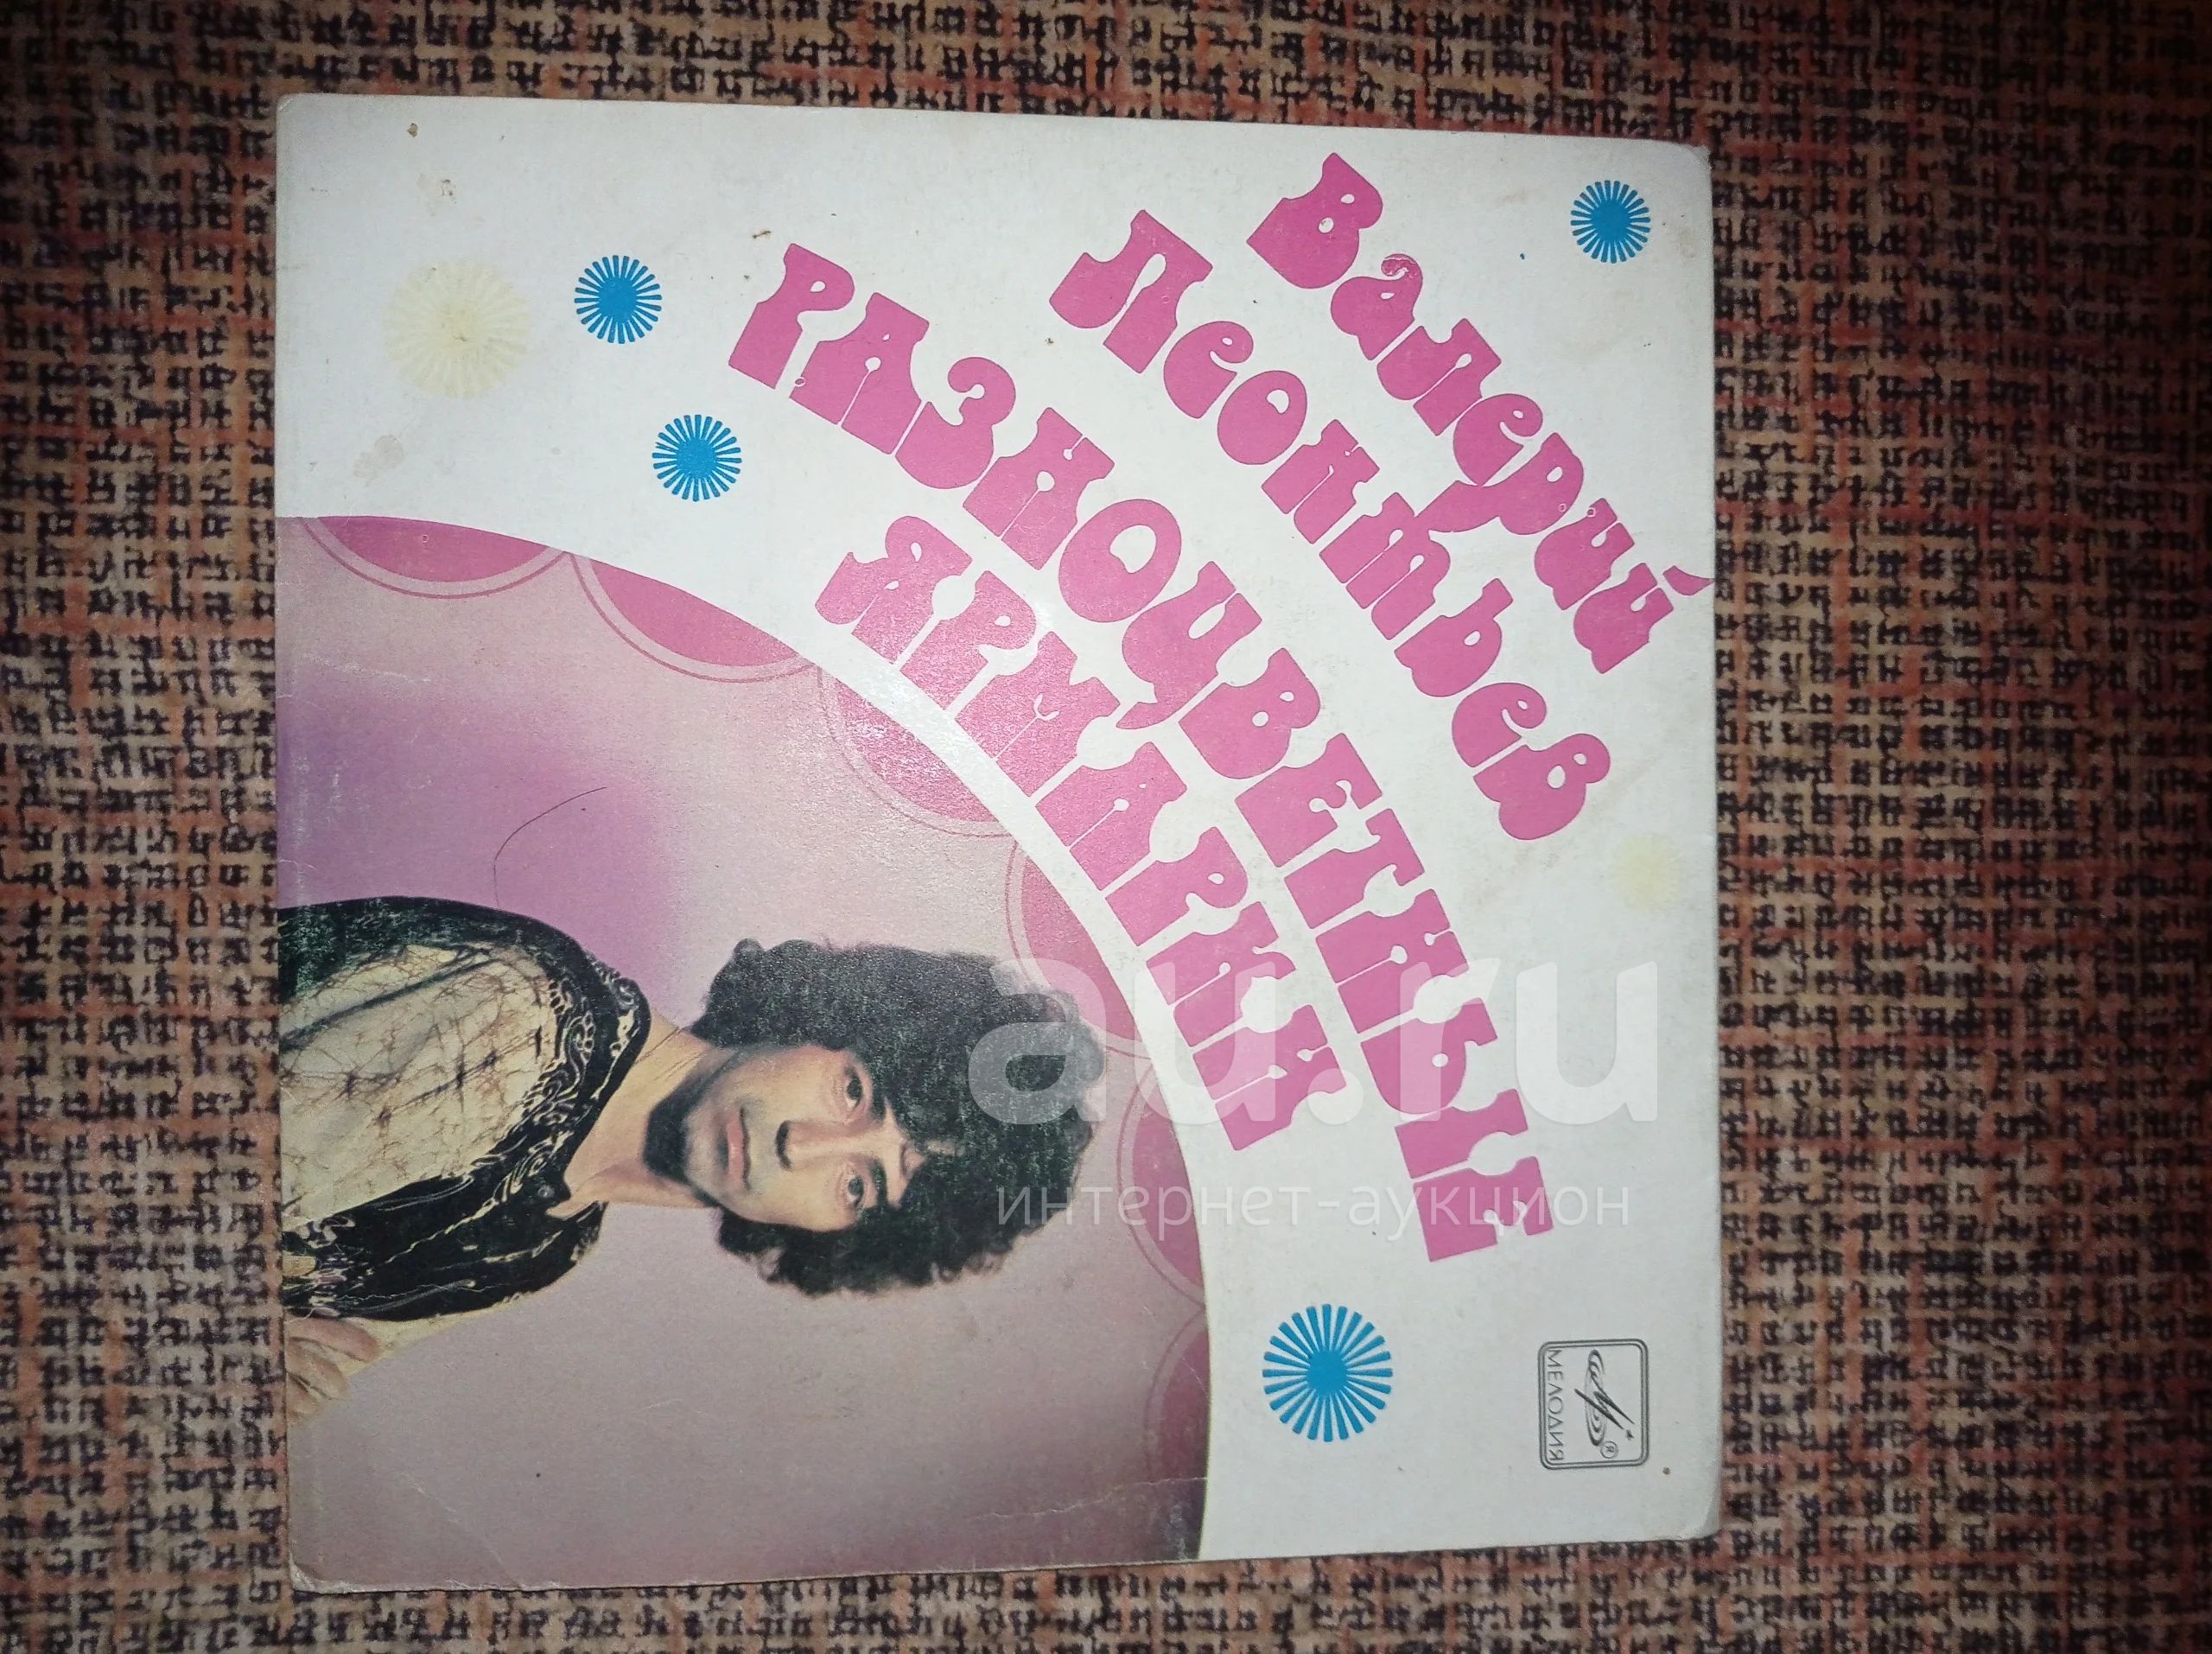 Валерий
Леонтьев
РАЗНОЦВЕТНЫЕ
ЯРМАРКИ
МЕЛОДИЯ
au.ru
интернет-аукцион